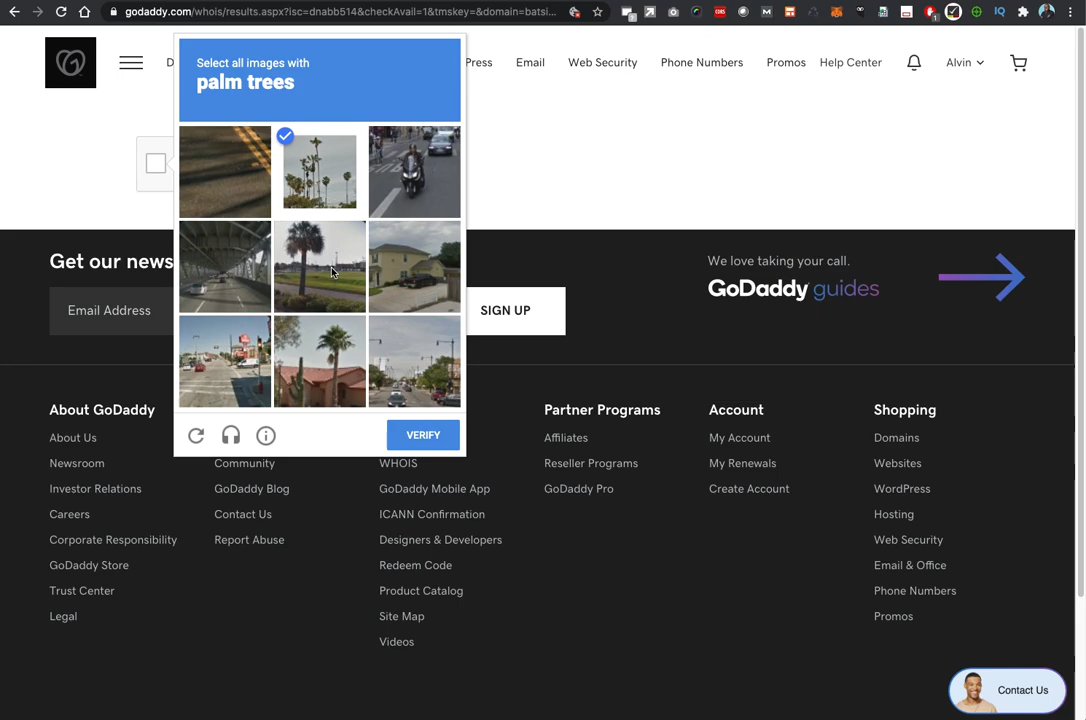 godaddy.com/whois/results.aspx?isc=dnabb514&checkAvail=1&tmskey=&domain=batsi...
Press
Email
Web Security
Phone Numbers
Promos
Help Center
Alvin
Select all images with
palm trees
VERIFY
Get our news
Email Address
SIGN UP
We love taking your call.
GoDaddy guides
About GoDaddy
About Us
Newsroom
Investor Relations
Careers
Corporate Responsibility
GoDaddy Store
Trust Center
Legal
Community
GoDaddy Blog
Contact Us
Report Abuse
WHOIS
GoDaddy Mobile App
ICANN Confirmation
Designers & Developers
Redeem Code
Product Catalog
Site Map
Videos
Partner Programs
Affiliates
Reseller Programs
GoDaddy Pro
Account
My Account
My Renewals
Create Account
Shopping
Domains
Websites
WordPress
Hosting
Web Security
Email & Office
Phone Numbers
Promos
Contact Us